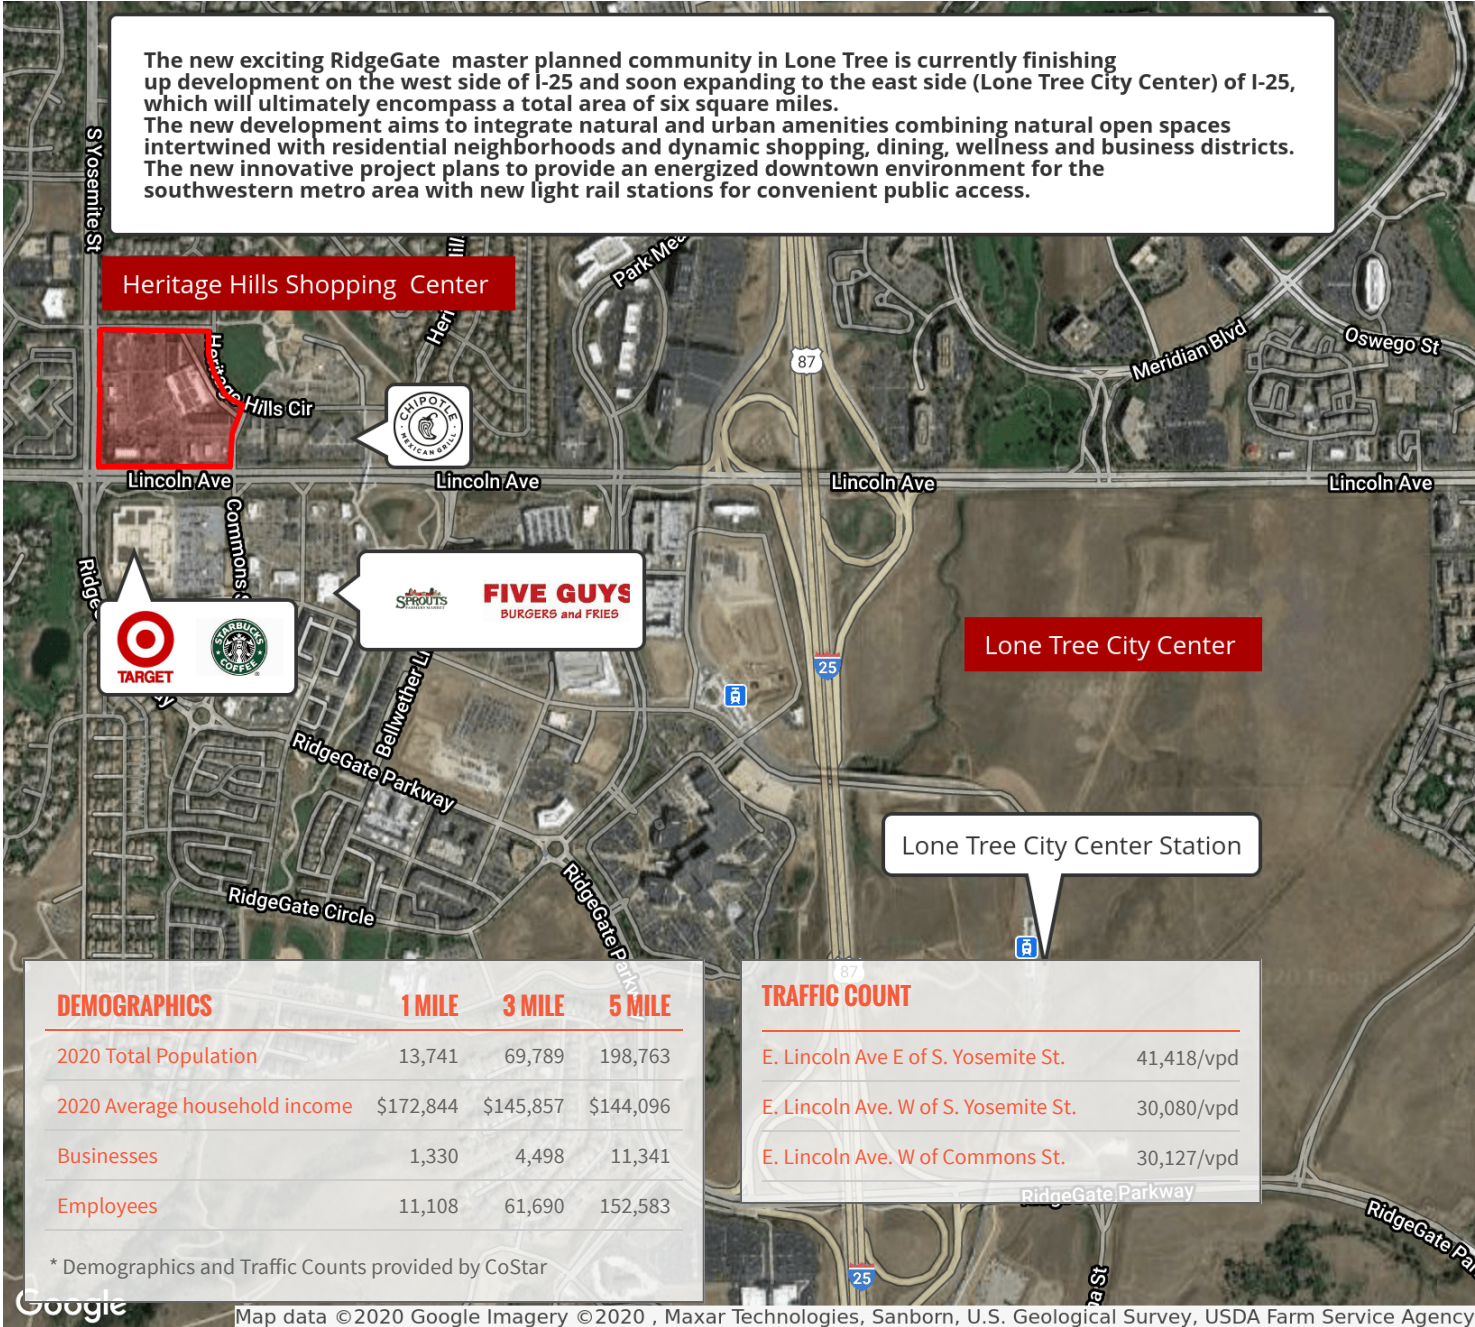 The new exciting RidgeGate  master planned community in Lone Tree is currently finishing
up development on the west side of I-25 and soon expanding to the east side (Lone Tree City Center) of I-25,
which will ultimately encompass a total area of six square miles.
The new development aims to integrate natural and urban amenities combining natural open spaces
intertwined with residential neighborhoods and dynamic shopping, dining, wellness and business districts.
The new innovative project plans to provide an energized downtown environment for the
southwestern metro area with new light rail stations for convenient public access.
S Yosemite St
Park Mea
Heritage Hills Shopping  Center
Heri
illi
87
Meridian Blvd
Oswego St
Heritage Hills Cir
CHIPOTLE
MEXICAN GRILL
Lincoln Ave
Lincoln Ave
Lincoln Ave
Lincoln Ave
Commons S
Ridge
SPROUTS
FARMERS MARKET
FIVE GUYS
BURGERS and FRIES
TARGET
STARBUCKS
COFFEE
Lone Tree City Center
25
Bellwether L
y
RidgeGate Parkway
Lone Tree City Center Station
RidgeGate Circle
RidgeGate Parkw
87
DEMOGRAPHICS 1 MILE 3 MILE 5 MILE
2020 Total Population 13,741 69,789 198,763
2020 Average household income $172,844 $145,857 $144,096
Businesses 1,330 4,498 11,341
Employees 11,108 61,690 152,583
* Demographics and Traffic Counts provided by CoStar
TRAFFIC COUNT
E. Lincoln Ave E of S. Yosemite St. 41,418/vpd
E. Lincoln Ave. W of S. Yosemite St. 30,080/vpd
E. Lincoln Ave. W of Commons St. 30,127/vpd
RidgeGate Parkway
RidgeGate Pa
25
na St
Google
Map data ©2020 Google Imagery ©2020 , Maxar Technologies, Sanborn, U.S. Geological Survey, USDA Farm Service Agency